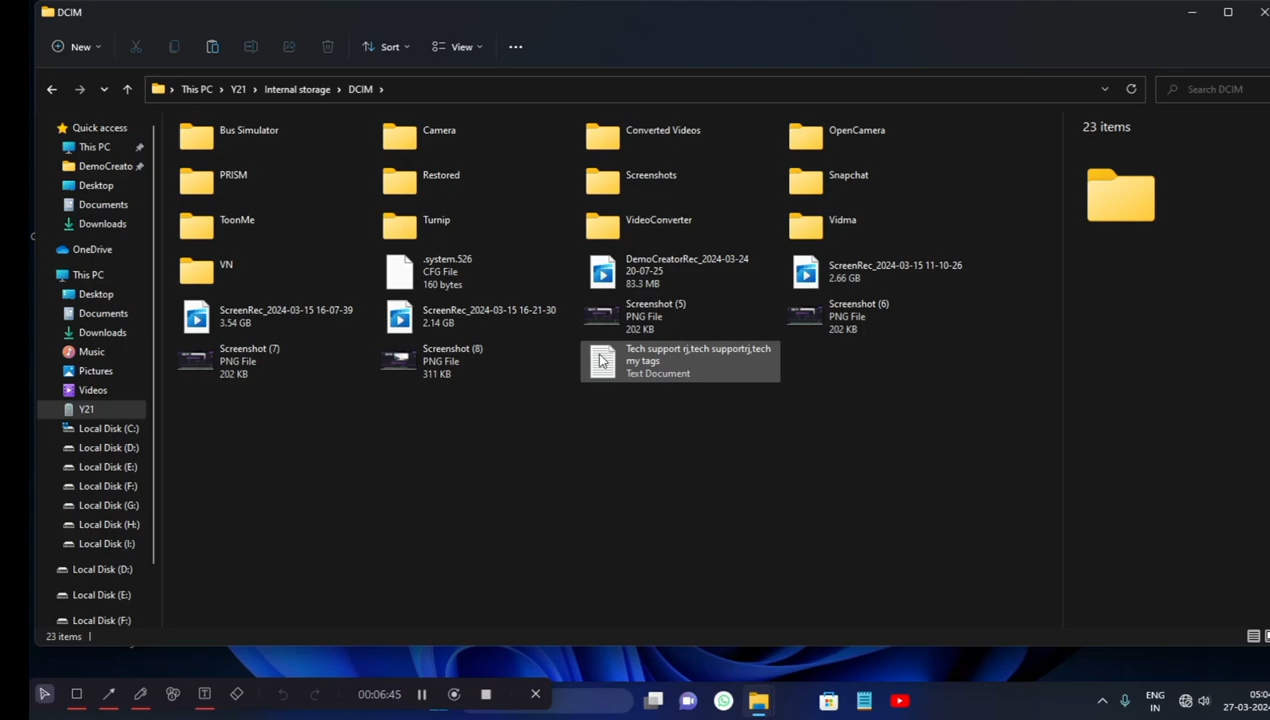 DCIM
New
Sort
View
This PC
Y21
Internal storage
DCIM
Search DCIM
Quick access
This PC
DemoCreato
Desktop
Documents
Downloads
OneDrive
This PC
Desktop
Documents
Downloads
Music
Pictures
Videos
Y21
Local Disk (C:)
Local Disk (D:)
Local Disk (E:)
Local Disk (F:)
Local Disk (G:)
Local Disk (H:)
Local Disk (I:)
Local Disk (D:)
Local Disk (E:)
Local Disk (F:)
Bus Simulator
Camera
Converted Videos
OpenCamera
PRISM
Restored
Screenshots
Snapchat
ToonMe
Turnip
VideoConverter
Vidma
VN
.system.526
CFG File
160 bytes
DemoCreatorRec_2024-03-24
20-07-25
83.3 MB
ScreenRec_2024-03-15 11-10-26
2.66 GB
ScreenRec_2024-03-15 16-07-39
3.54 GB
ScreenRec_2024-03-15 16-21-30
2.14 GB
Screenshot (5)
PNG File
202 KB
Screenshot (6)
PNG File
202 KB
Screenshot (7)
PNG File
202 KB
Screenshot (8)
PNG File
311 KB
Tech support rj,tech supportrj,tech
my tags
Text Document
23 items
23 items
00:06:45
ENG
IN
05:04
27-03-2024